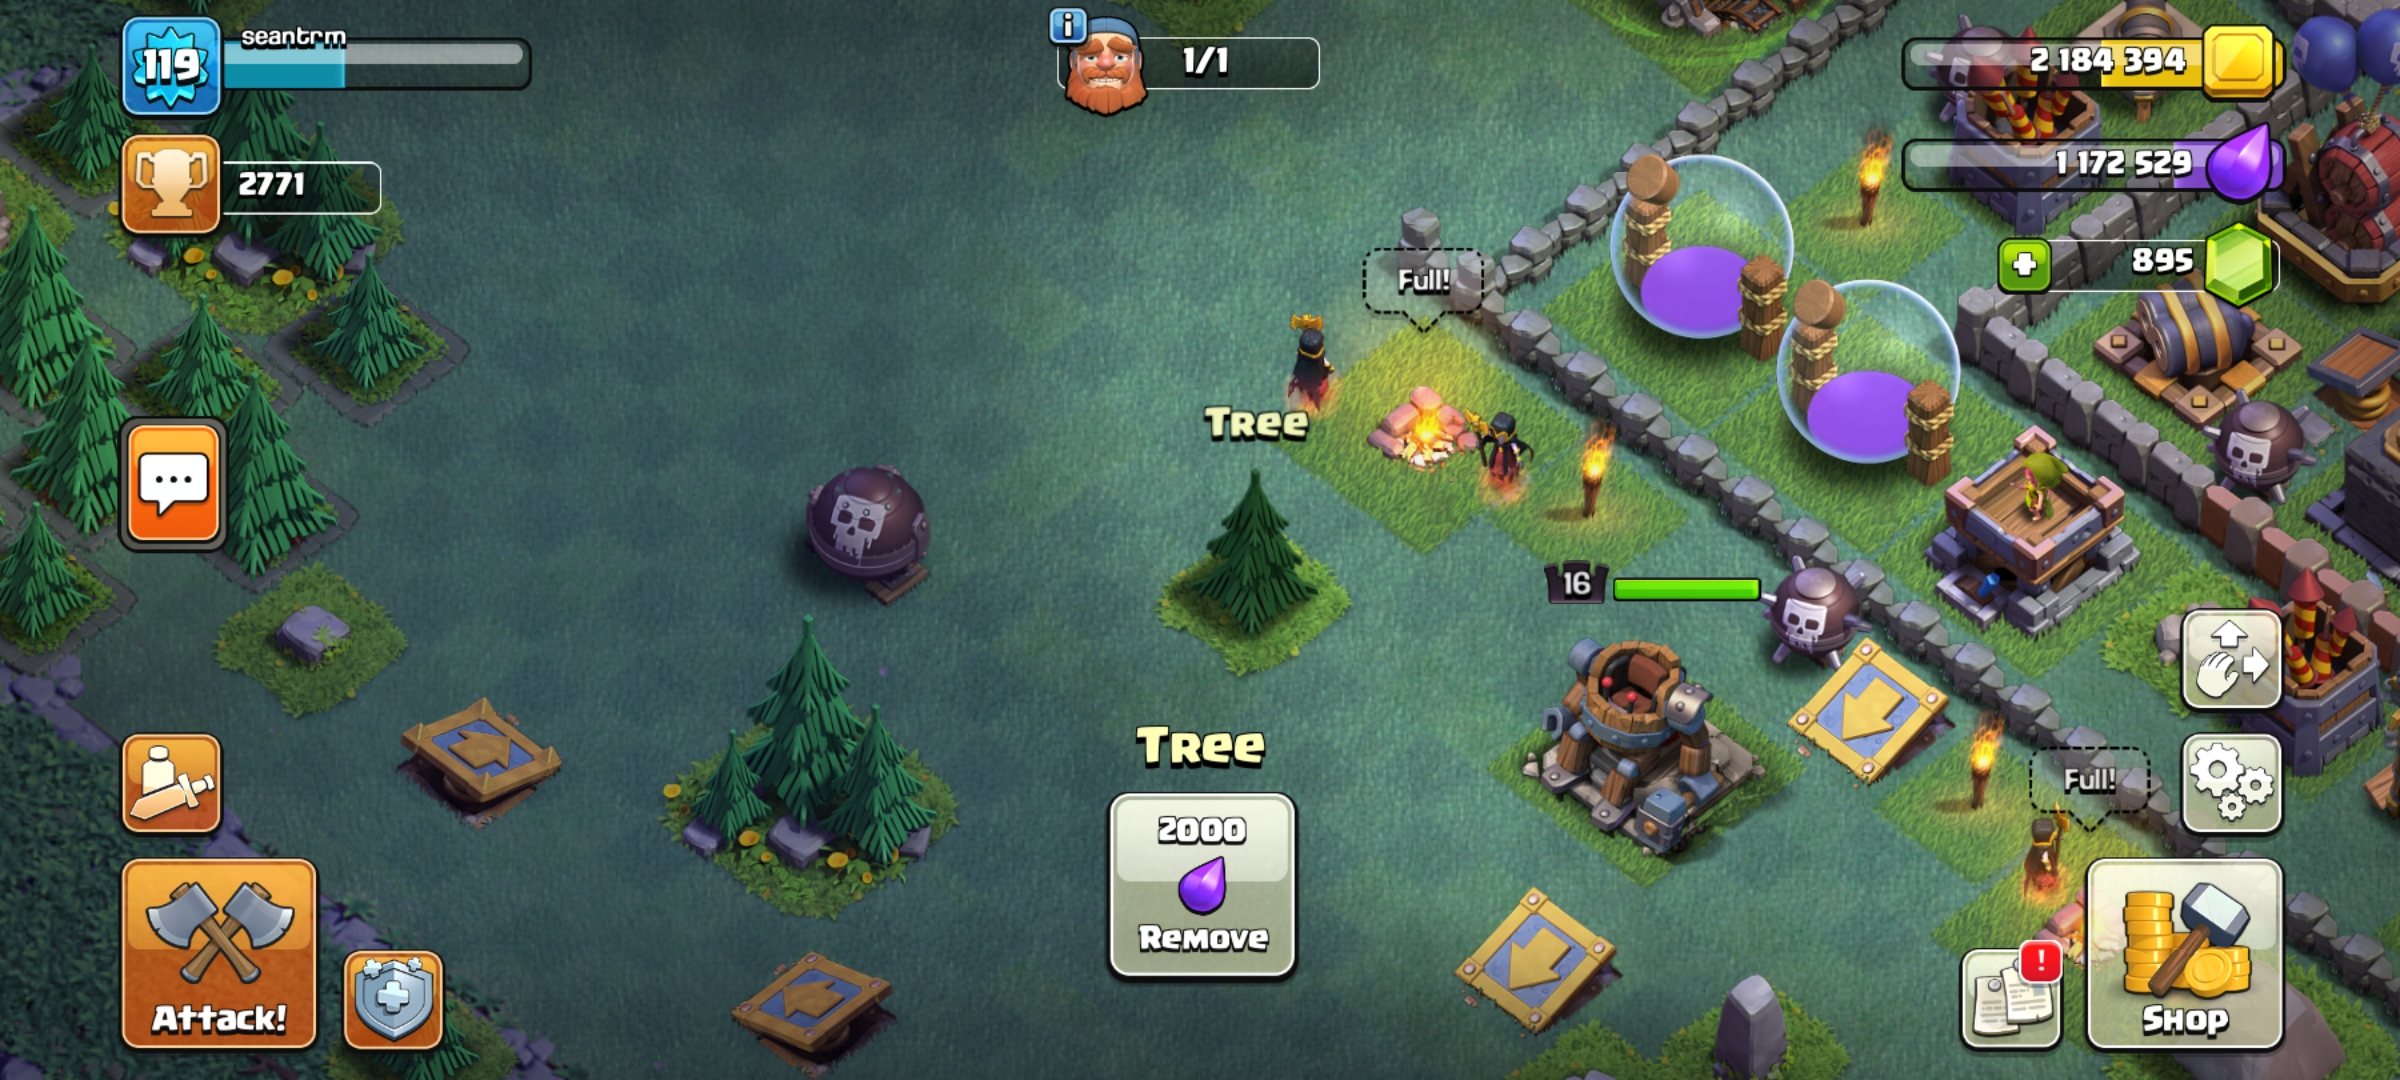 119
seantrm
i
1/1
2 184 394
2771
1 172 529
895
Full!
Tree
16
Tree
Full!
2000
Remove
Attack!
!
Shop